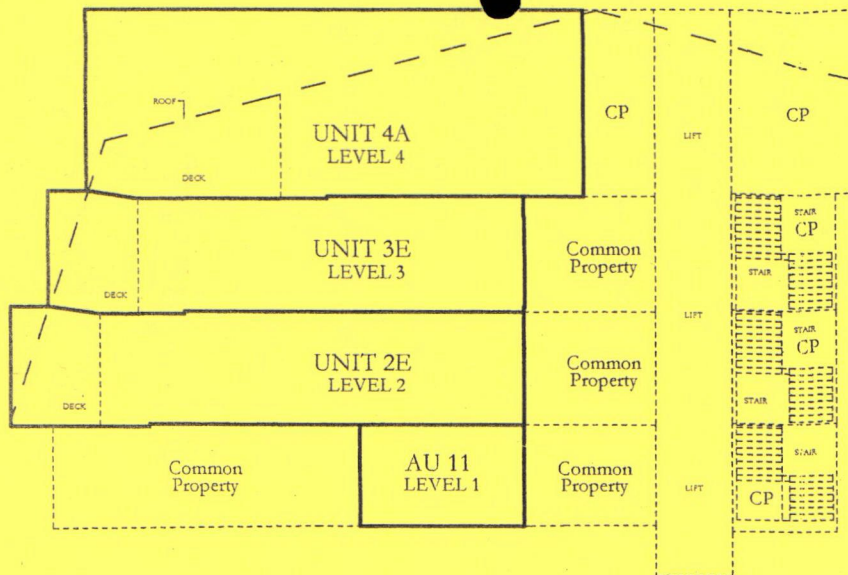 ROOF
UNIT 4A
LEVEL 4
DECK
CP
LIFT
CP
UNIT 3E
LEVEL 3
DECK
Common
Property
LIFT
STAIR
CP
STAIR
UNIT 2E
LEVEL 2
DECK
Common
Property
STAIR
CP
STAIR
Common
Property
AU 11
LEVEL 1
Common
Property
LIFT
STAIR
CP